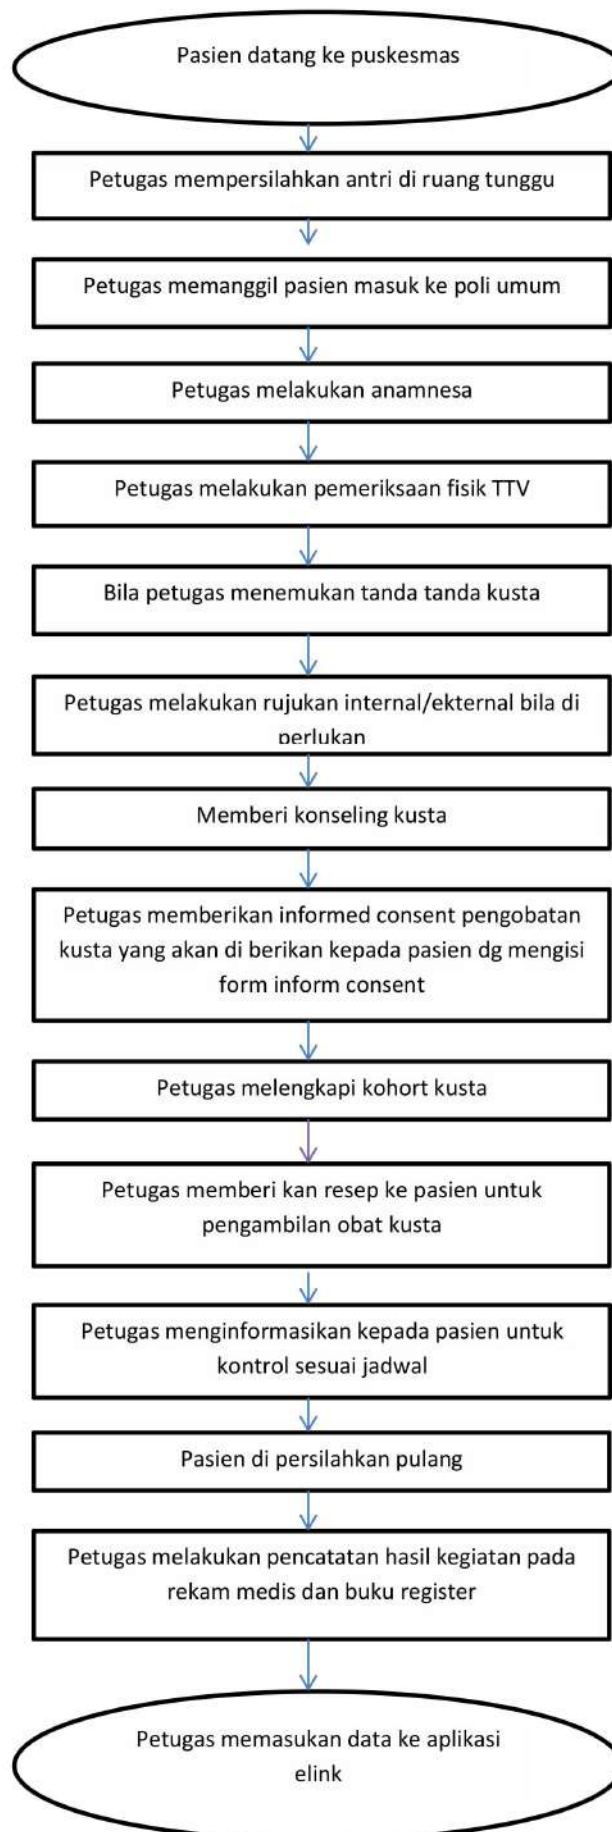 Pasien datang ke puskesmas
Petugas mempersilahkan antri di ruang tunggu
Petugas memanggil pasien masuk ke poli umum
Petugas melakukan anamnesa
Petugas melakukan pemeriksaan fisik TTV
Bila petugas menemukan tanda tanda kusta
Petugas melakukan rujukan internal/ekternal bila di
perlukan
Memberi konseling kusta
Petugas memberikan informed consent pengobatan
kusta yang akan di berikan kepada pasien dg mengisi
form inform consent
Petugas melengkapi kohort kusta
Petugas memberi kan resep ke pasien untuk
pengambilan obat kusta
Petugas menginformasikan kepada pasien untuk
kontrol sesuai jadwal
Pasien di persilahkan pulang
Petugas melakukan pencatatan hasil kegiatan pada
rekam medis dan buku register
Petugas memasukan data ke aplikasi
elink